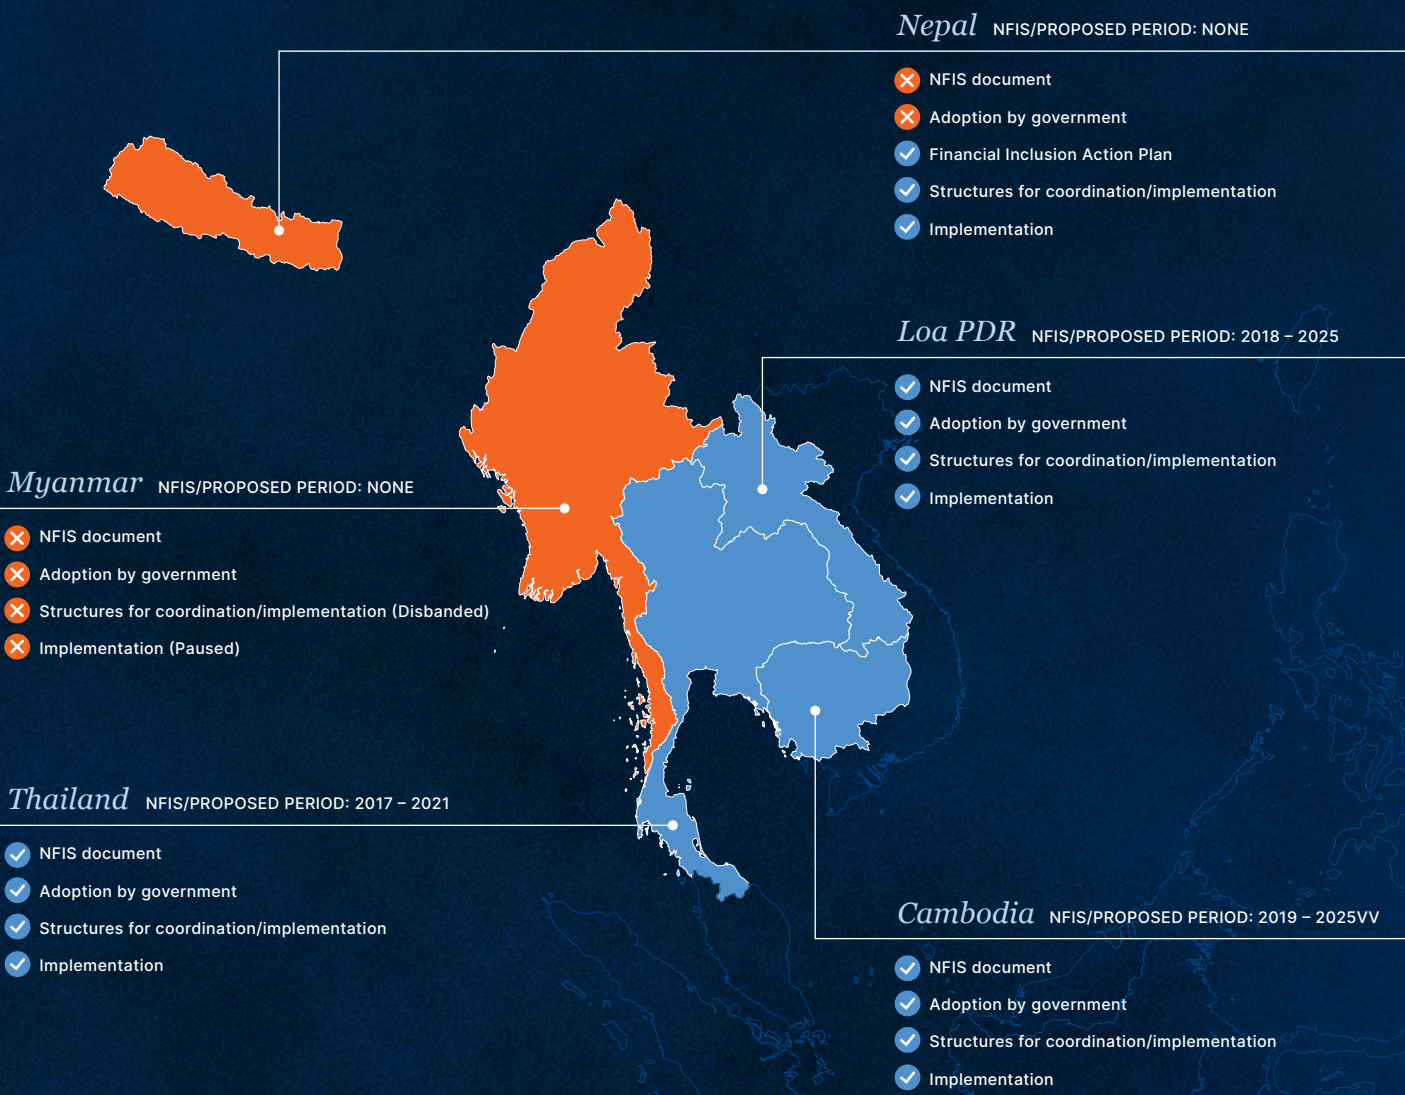 Nepal NFIS/PROPOSED PERIOD: NONE
NFIS document
Adoption by government
Financial Inclusion Action Plan
Structures for coordination/implementation
Implementation
Loa PDR NFIS/PROPOSED PERIOD: 2018 – 2025
NFIS document
Adoption by government
Structures for coordination/implementation
Implementation
Myanmar NFIS/PROPOSED PERIOD: NONE
NFIS document
Adoption by government
Structures for coordination/implementation (Disbanded)
Implementation (Paused)
Thailand NFIS/PROPOSED PERIOD: 2017 – 2021
NFIS document
Adoption by government
Structures for coordination/implementation
Implementation
Cambodia NFIS/PROPOSED PERIOD: 2019 – 2025VV
NFIS document
Adoption by government
Structures for coordination/implementation
Implementation